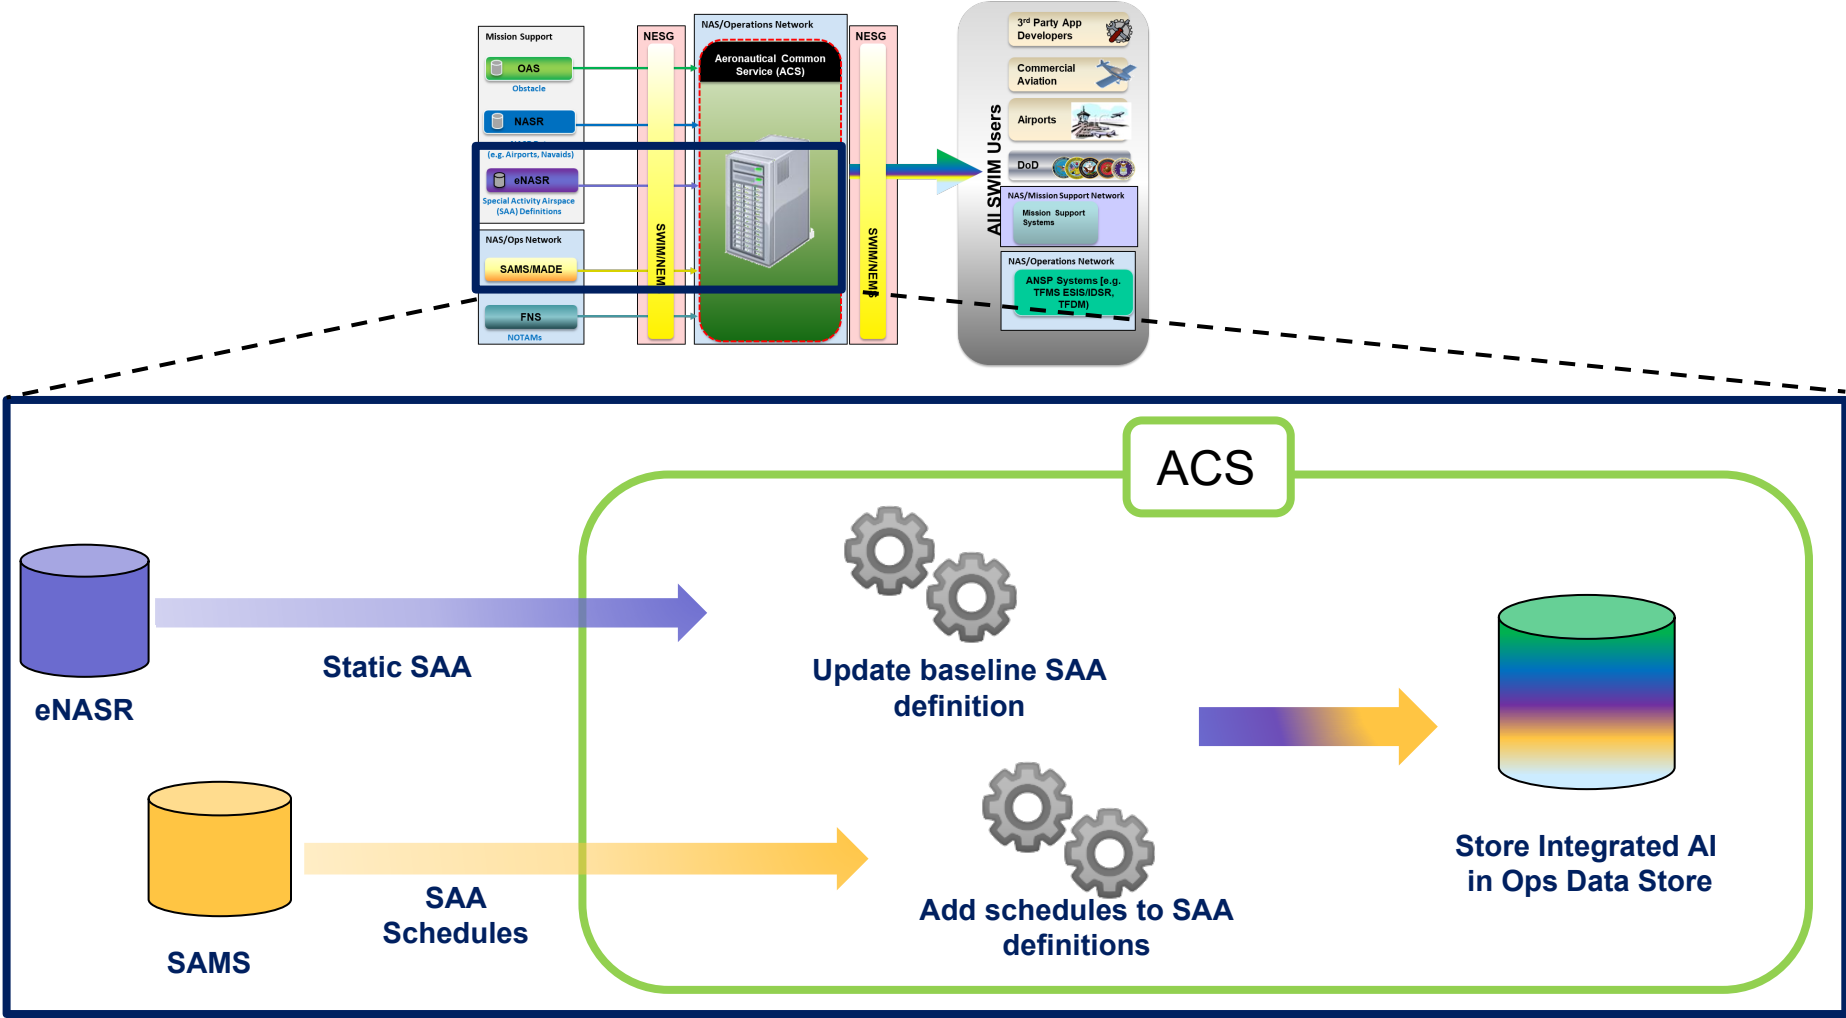 Mission Support
OAS
Obstacle
NASR
(e.g. Airports, Navaids)
eNASR
Special Activity Airspace
(SAA) Definitions
NAS/Ops Network
SAMS/MADE
FNS
NOTAMs
NESG
SWIM/NEM
NAS/Operations Network
Aeronautical Common
Service (ACS)
NESG
SWIM/NEMS
All SWIM Users
3rd Party App
Developers
Commercial
Aviation
Airports
DoD
NAS/Mission Support Network
Mission Support
Systems
NAS/Operations Network
ANSP Systems [e.g.
TFMS ESIS/IDSR,
TFDM)
ACS
eNASR
Static SAA
Update baseline SAA
definition
SAMS
SAA
Schedules
Add schedules to SAA
definitions
Store Integrated AI
in Ops Data Store